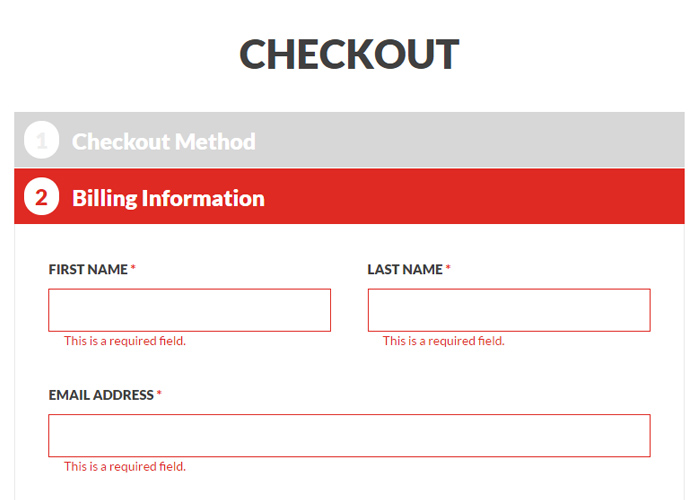 CHECKOUT
1 Checkout Method
2 Billing Information
FIRST NAME * LAST NAME *
This is a required field. This is a required field.
EMAIL ADDRESS *
This is a required field.